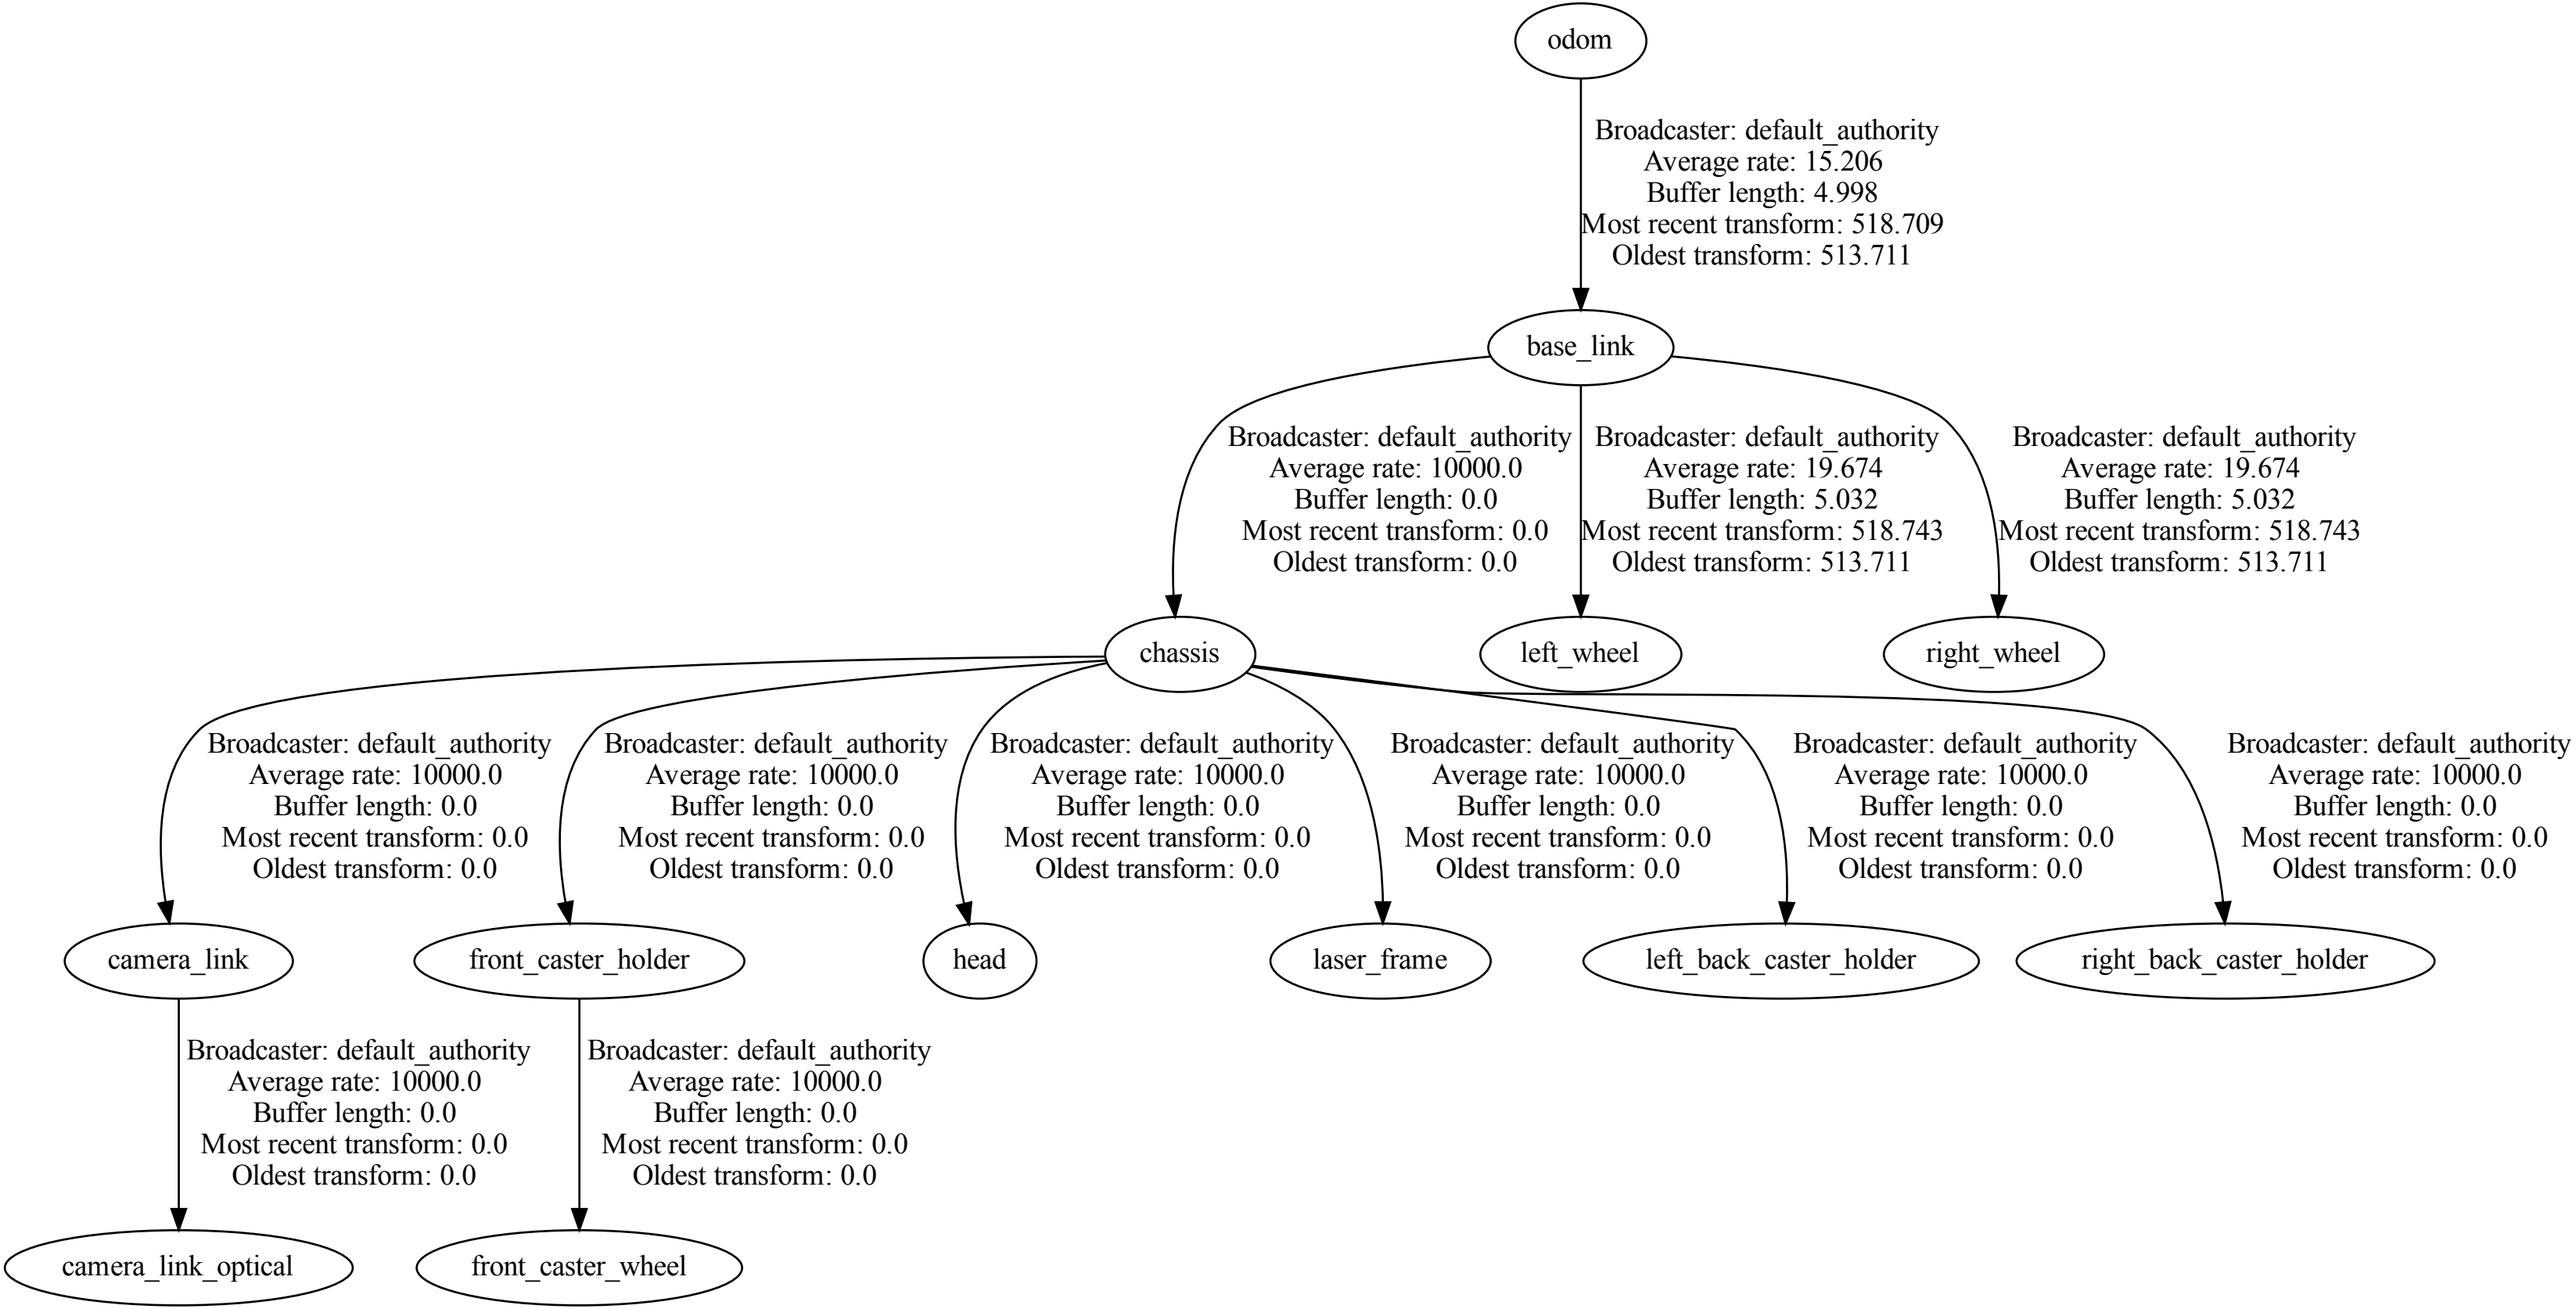 odom
Broadcaster: default_authority
Average rate: 15.206
Buffer length: 4.998
Most recent transform: 518.709
Oldest transform: 513.711
base_link
Broadcaster: default_authority
Average rate: 10000.0
Buffer length: 0.0
Most recent transform: 0.0
Oldest transform: 0.0
Broadcaster: default_authority
Average rate: 19.674
Buffer length: 5.032
Most recent transform: 518.743
Oldest transform: 513.711
Broadcaster: default_authority
Average rate: 19.674
Buffer length: 5.032
Most recent transform: 518.743
Oldest transform: 513.711
chassis
left_wheel
right_wheel
Broadcaster: default_authority
Average rate: 10000.0
Buffer length: 0.0
Most recent transform: 0.0
Oldest transform: 0.0
Broadcaster: default_authority
Average rate: 10000.0
Buffer length: 0.0
Most recent transform: 0.0
Oldest transform: 0.0
Broadcaster: default_authority
Average rate: 10000.0
Buffer length: 0.0
Most recent transform: 0.0
Oldest transform: 0.0
Broadcaster: default_authority
Average rate: 10000.0
Buffer length: 0.0
Most recent transform: 0.0
Oldest transform: 0.0
Broadcaster: default_authority
Average rate: 10000.0
Buffer length: 0.0
Most recent transform: 0.0
Oldest transform: 0.0
Broadcaster: default_authority
Average rate: 10000.0
Buffer length: 0.0
Most recent transform: 0.0
Oldest transform: 0.0
camera_link
front_caster_holder
head
laser_frame
left_back_caster_holder
right_back_caster_holder
Broadcaster: default_authority
Average rate: 10000.0
Buffer length: 0.0
Most recent transform: 0.0
Oldest transform: 0.0
Broadcaster: default_authority
Average rate: 10000.0
Buffer length: 0.0
Most recent transform: 0.0
Oldest transform: 0.0
camera_link_optical
front_caster_wheel